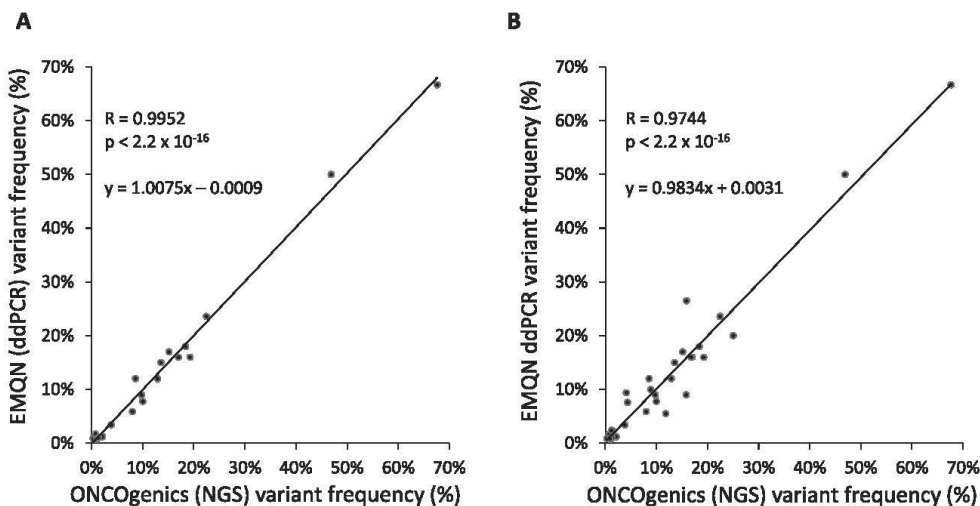 A
EMQN (ddPCR) variant frequency (%)
70%
60%
50%
40%
30%
20%
10%
0%
R = 0.9952
p < 2.2 x 10⁻¹⁶
y = 1.0075x – 0.0009
0% 10% 20% 30% 40% 50% 60% 70%
ONCOgenics (NGS) variant frequency (%)
B
EMQN ddPCR variant frequency (%)
70%
60%
50%
40%
30%
20%
10%
0%
R = 0.9744
p < 2.2 x 10⁻¹⁶
y = 0.9834x + 0.0031
0% 10% 20% 30% 40% 50% 60% 70%
ONCOgenics (NGS) variant frequency (%)